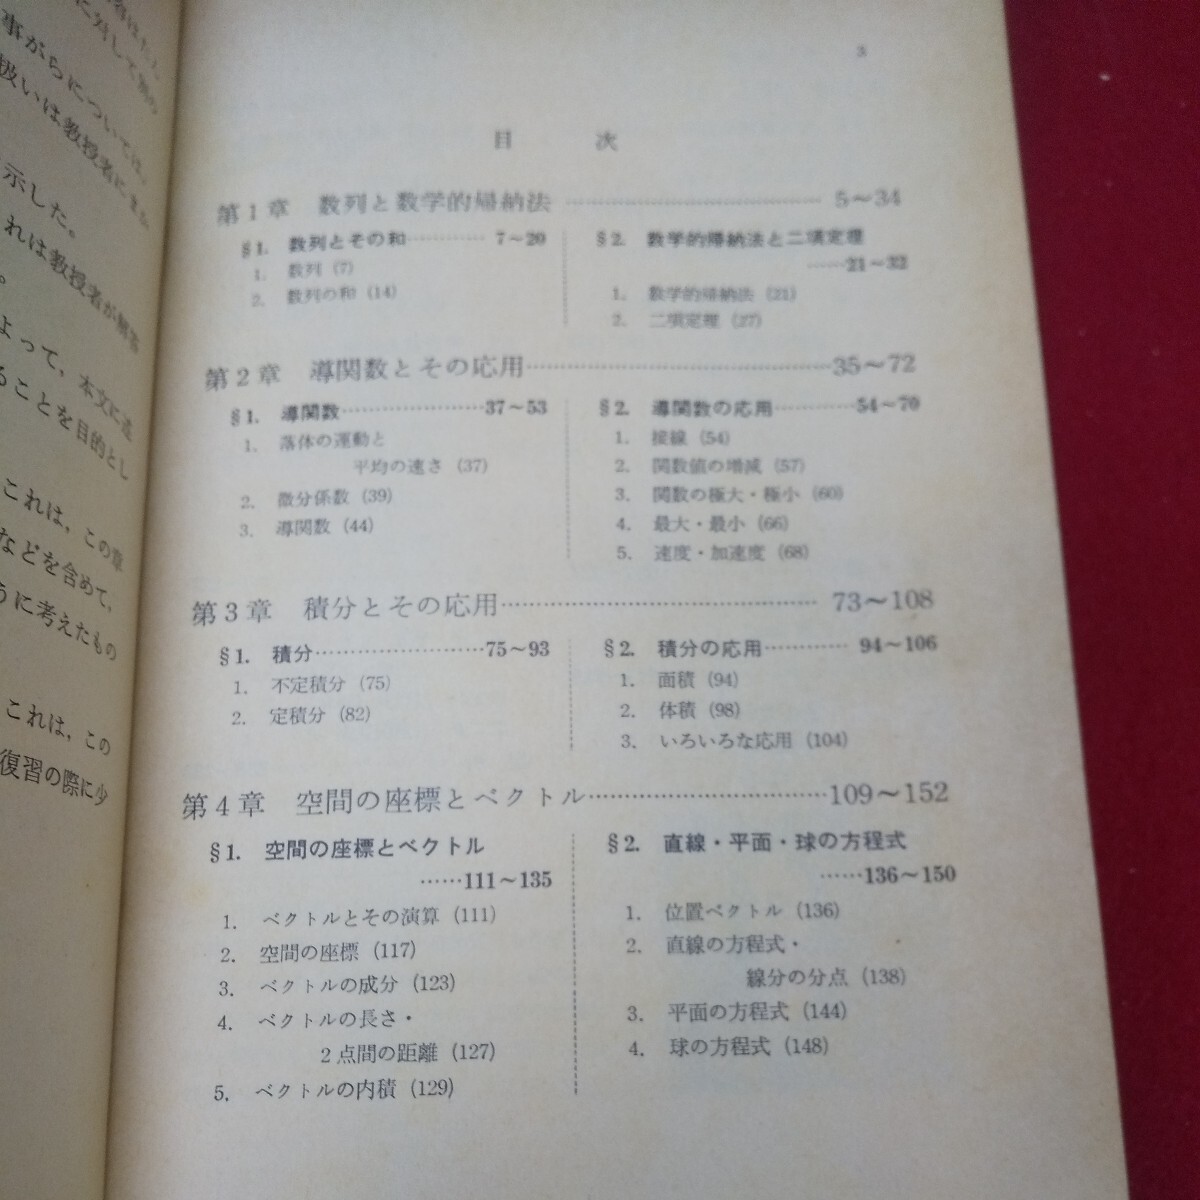 事がらについては,
扱いは教授者にまか
示した。
れは教授者が解答
よって, 本文に述
ることを目的とし
これは, この章
などを含めて,
うに考えたもの
これは, この
復習の際に少
3
目 次
第1章 数列と数学的帰納法 …………………………… 5～34
§1. 数列とその和………… 7～20
1. 数列 (7)
2. 数列の和 (14)
§2. 数学的帰納法と二項定理
……21～32
1. 数学的帰納法 (21)
2. 二項定理 (27)
第2章 導関数とその応用……………………………………35～72
§1. 導関数…………………37～53
1. 落体の運動と
平均の速さ (37)
2. 微分係数 (39)
3. 導関数 (44)
§2. 導関数の応用…………54～70
1. 接線 (54)
2. 関数値の増減 (57)
3. 関数の極大・極小 (60)
4. 最大・最小 (66)
5. 速度・加速度 (68)
第3章 積分とその応用…………………………………… 73～108
§1. 積分……………………75～93
1. 不定積分 (75)
2. 定積分 (82)
§2. 積分の応用………… 94～106
1. 面積 (94)
2. 体積 (98)
3. いろいろな応用 (104)
第4章 空間の座標とベクトル…………………………109～152
§1. 空間の座標とベクトル
……111～135
1. ベクトルとその演算 (111)
2. 空間の座標 (117)
3. ベクトルの成分 (123)
4. ベクトルの長さ・
2点間の距離 (127)
5. ベクトルの内積 (129)
§2. 直線・平面・球の方程式
……136～150
1. 位置ベクトル (136)
2. 直線の方程式・
線分の分点 (138)
3. 平面の方程式 (144)
4. 球の方程式 (148)